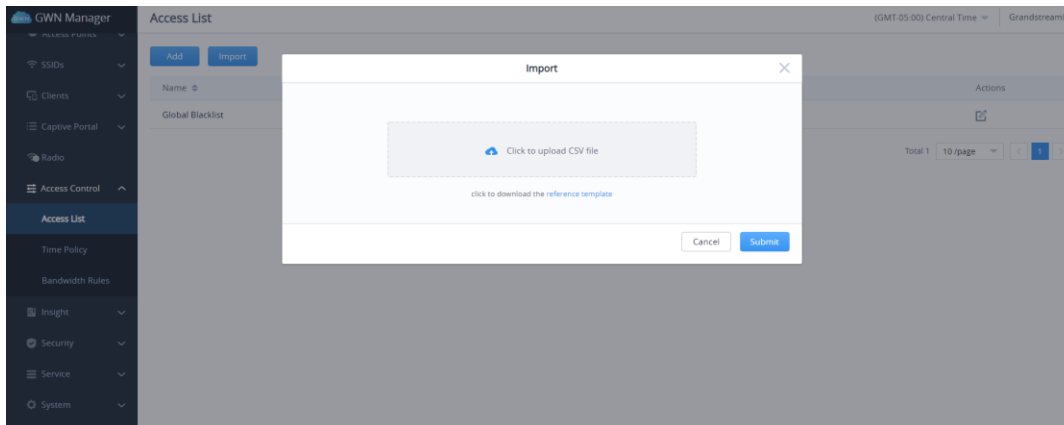 GWN Manager
Access List
(GMT-05:00) Central Time
Access Points
SSIDs
Clients
Captive Portal
Radio
Access Control
Access List
Time Policy
Bandwidth Rules
Insight
Security
Service
System
Add
Import
Name
Actions
Global Blacklist
Total 1
10 /page
1
Import
Click to upload CSV file
click to download the reference template
Cancel
Submit